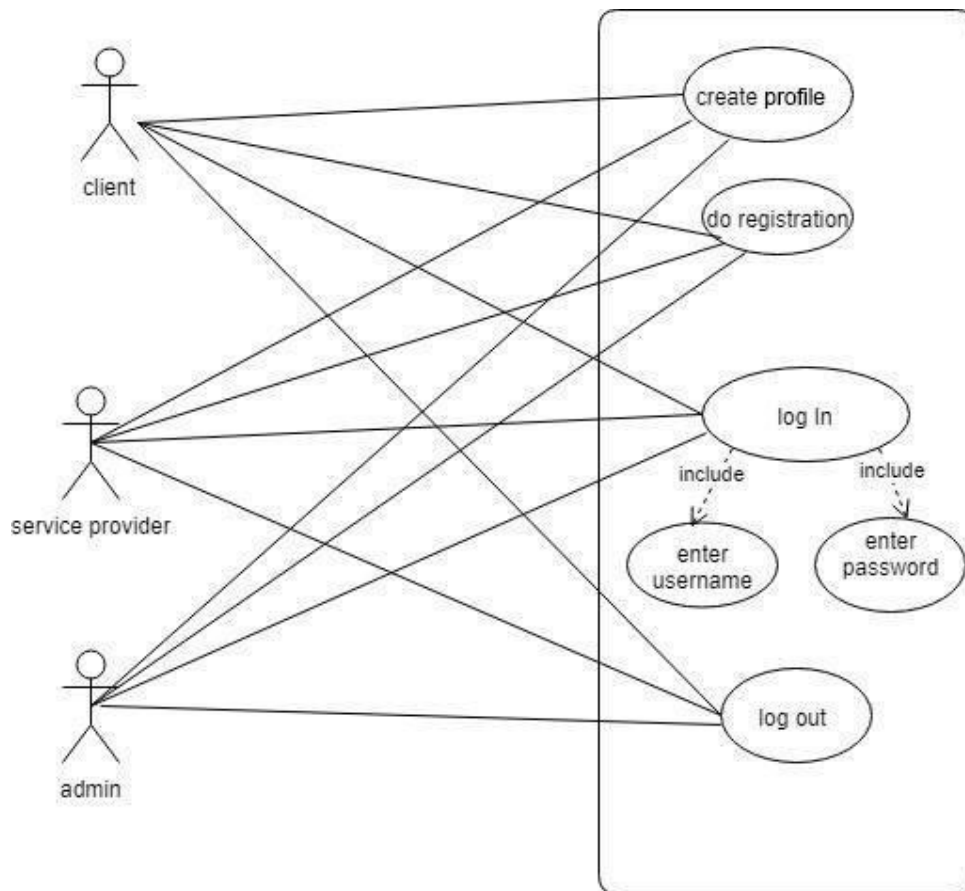 create profile
client
do registration
log In
include
include
service provider
enter
username
enter
password
log out
admin